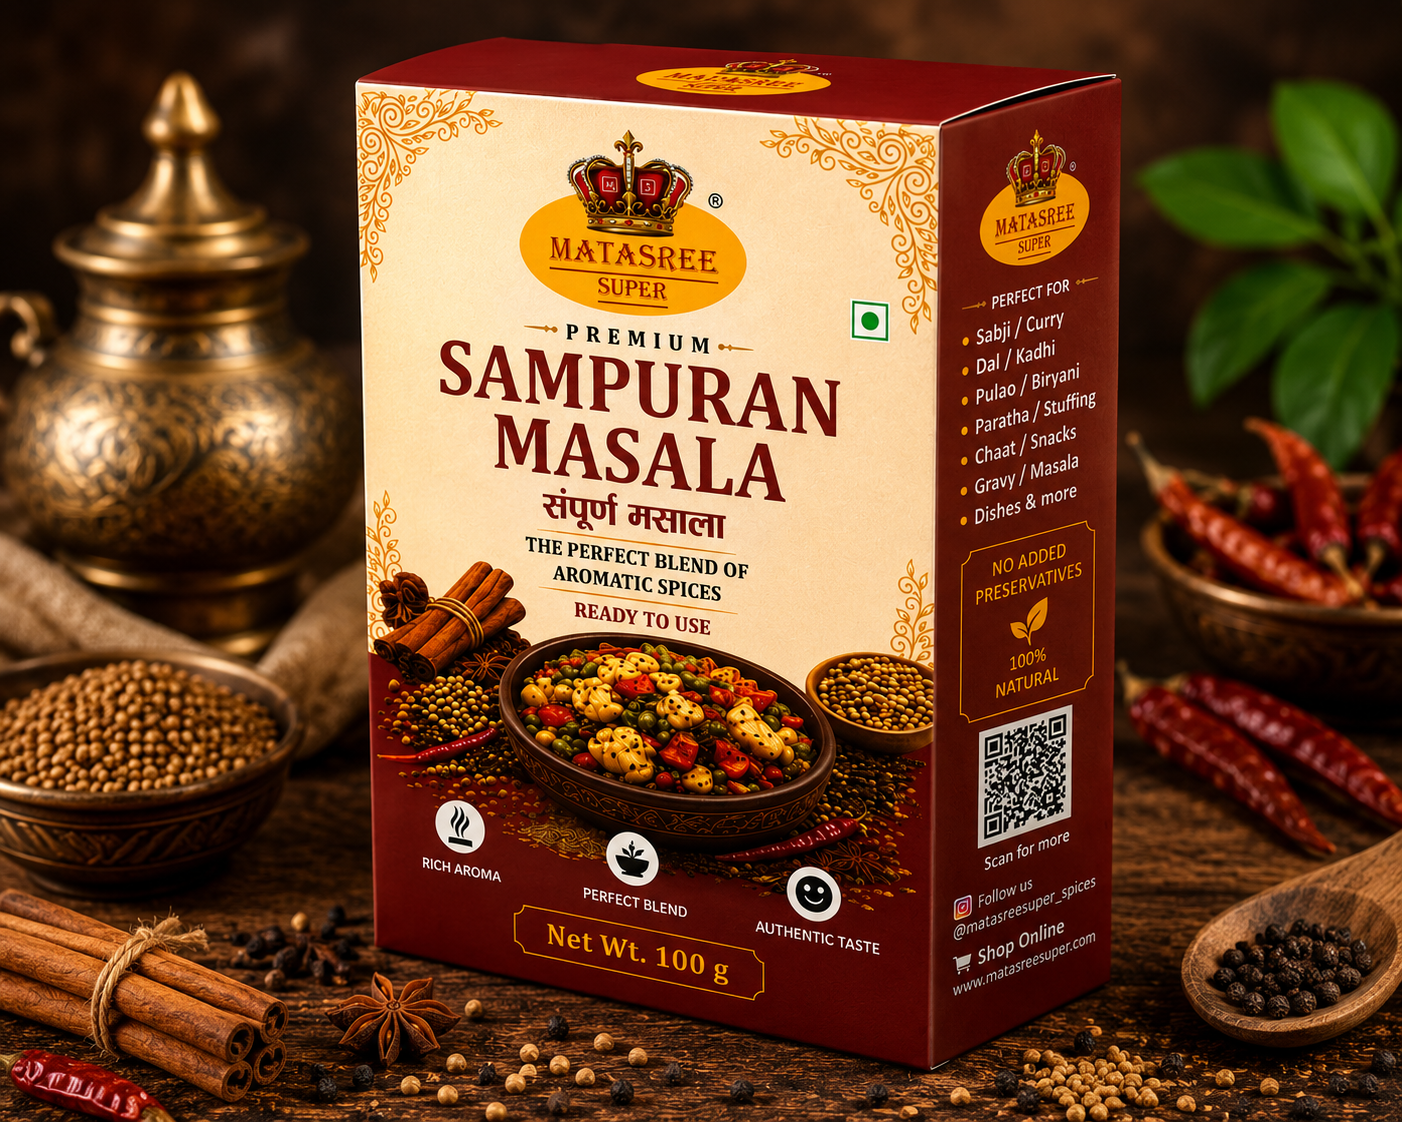 MATASREE
SUPER
M S
®
MATASREE
SUPER
PREMIUM
SAMPURAN
MASALA
संपूर्ण मसाला
THE PERFECT BLEND OF
AROMATIC SPICES
READY TO USE
RICH AROMA
PERFECT BLEND
AUTHENTIC TASTE
Net Wt. 100 g
®
MATASREE
SUPER
PERFECT FOR
Sabji / Curry
Dal / Kadhi
Pulao / Biryani
Paratha / Stuffing
Chaat / Snacks
Gravy / Masala
Dishes & more
NO ADDED
PRESERVATIVES
100%
NATURAL
Scan for more
Follow us
@matasreesuper_spices
Shop Online
www.matasreesuper.com